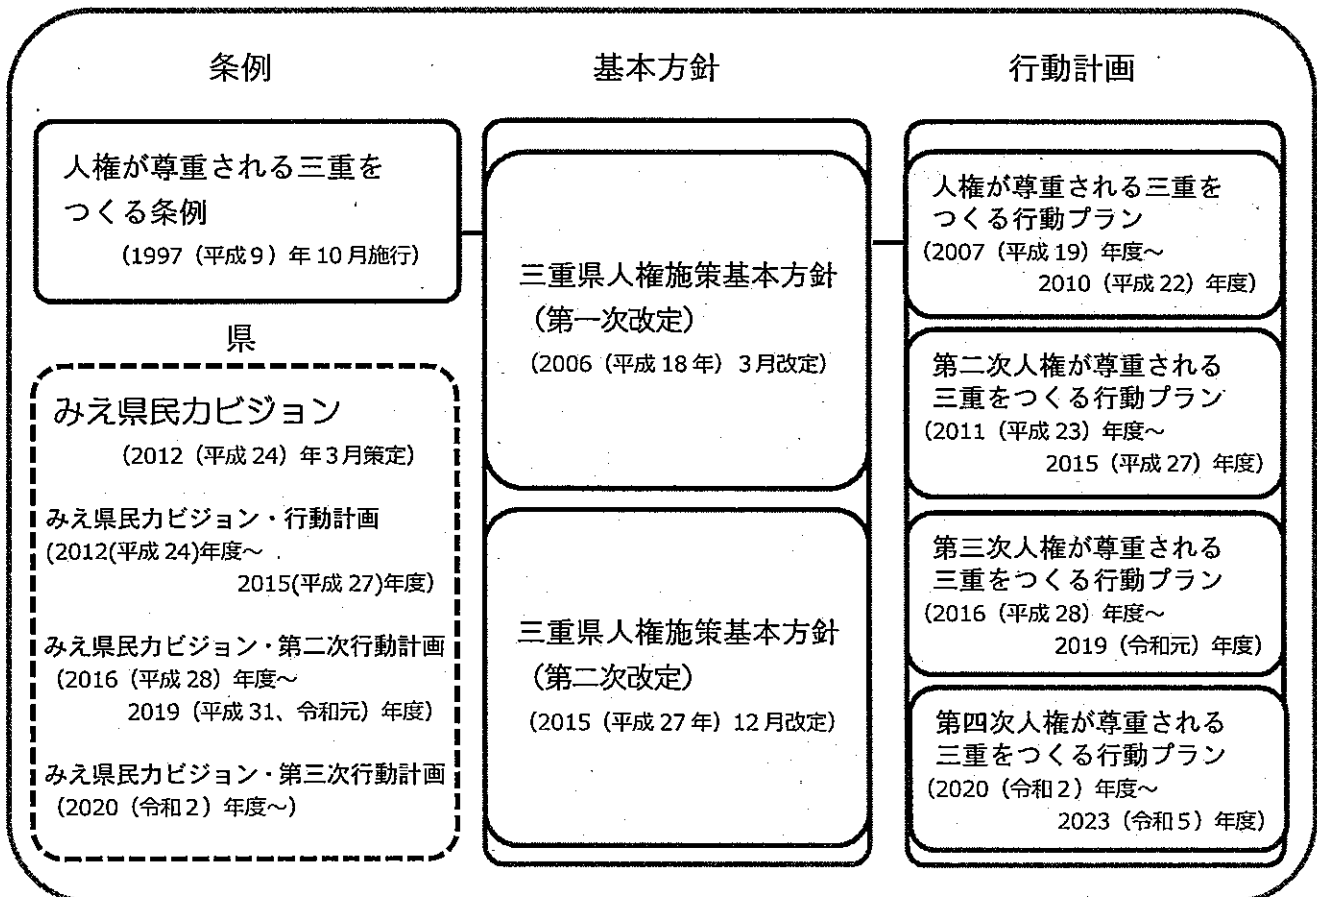 条例
人権が尊重される三重を
つくる条例
(1997（平成9）年10月施行)
県
みえ県民力ビジョン
(2012（平成24）年3月策定)
みえ県民力ビジョン・行動計画
(2012(平成24)年度～
2015(平成27)年度)
みえ県民力ビジョン・第二次行動計画
(2016（平成28）年度～
2019（平成31、令和元）年度)
みえ県民力ビジョン・第三次行動計画
(2020（令和2）年度～)
基本方針
三重県人権施策基本方針
(第一次改定)
(2006（平成18年）3月改定)
三重県人権施策基本方針
(第二次改定)
(2015（平成27年）12月改定)
行動計画
人権が尊重される三重を
つくる行動プラン
(2007（平成19）年度～
2010（平成22）年度)
第二次人権が尊重される
三重をつくる行動プラン
(2011（平成23）年度～
2015（平成27）年度)
第三次人権が尊重される
三重をつくる行動プラン
(2016（平成28）年度～
2019（令和元）年度)
第四次人権が尊重される
三重をつくる行動プラン
(2020（令和2）年度～
2023（令和5）年度)